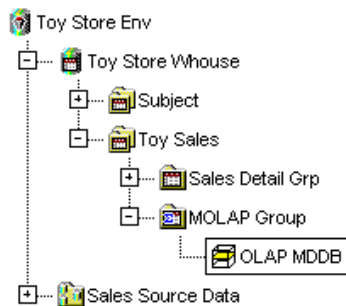 Toy Store Env
Toy Store Whouse
Subject
Toy Sales
Sales Detail Grp
MOLAP Group
OLAP MDDB
Sales Source Data